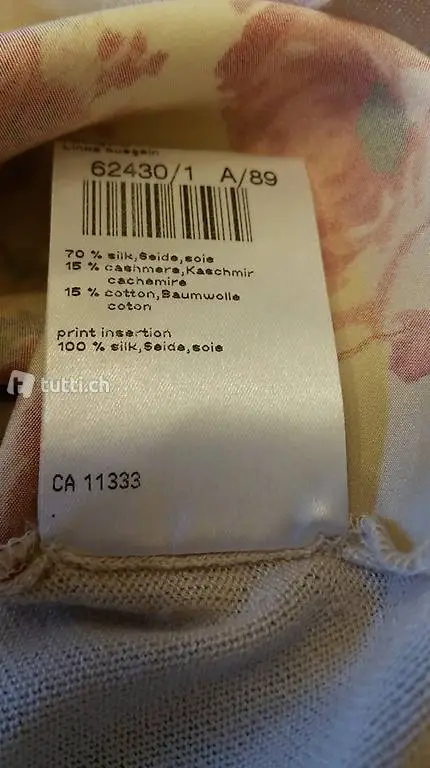 62430/1 A/89
70 % silk,Seide,soie
15 % cashmere,Kaschmir
cachemire
15 % cotton,Baumwolle
coton
print insertion
100 % silk,Seide,soie
tutti.ch
CA 11333